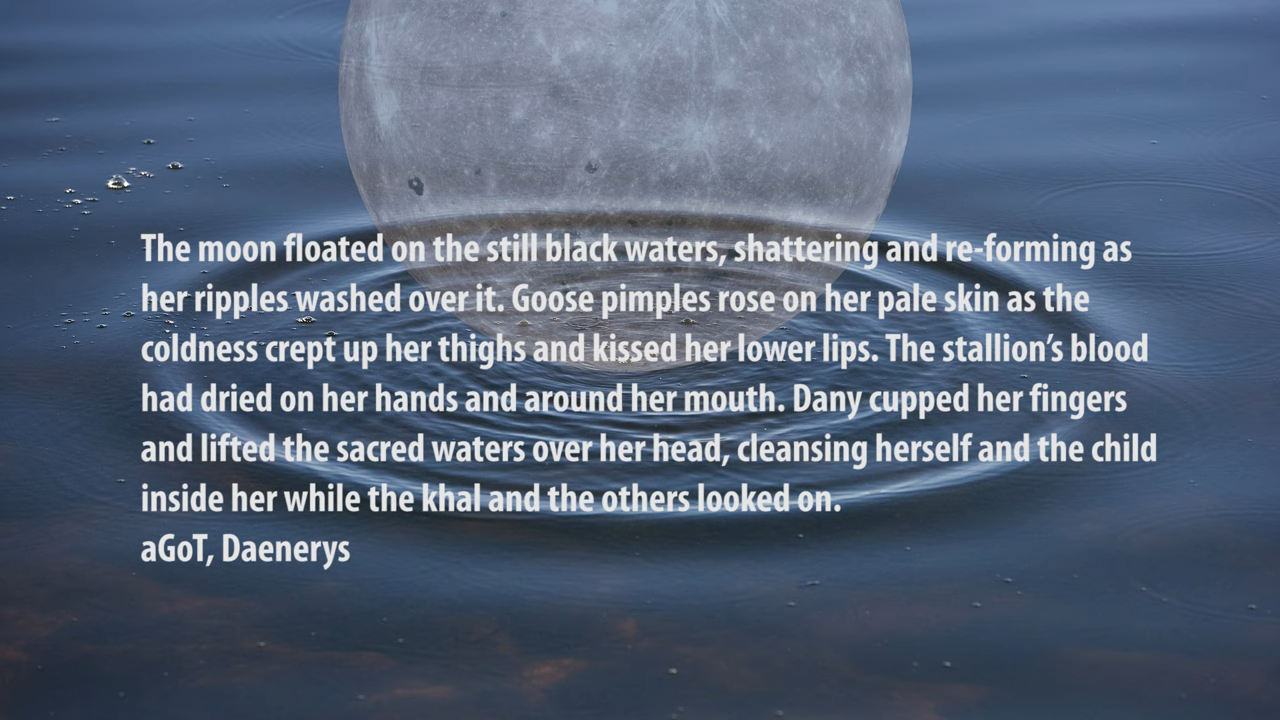 The moon floated on the still black waters, shattering and re-forming as
her ripples washed over it. Goose pimples rose on her pale skin as the
coldness crept up her thighs and kissed her lower lips. The stallion’s blood
had dried on her hands and around her mouth. Dany cupped her fingers
and lifted the sacred waters over her head, cleansing herself and the child
inside her while the khal and the others looked on.
aGoT, Daenerys